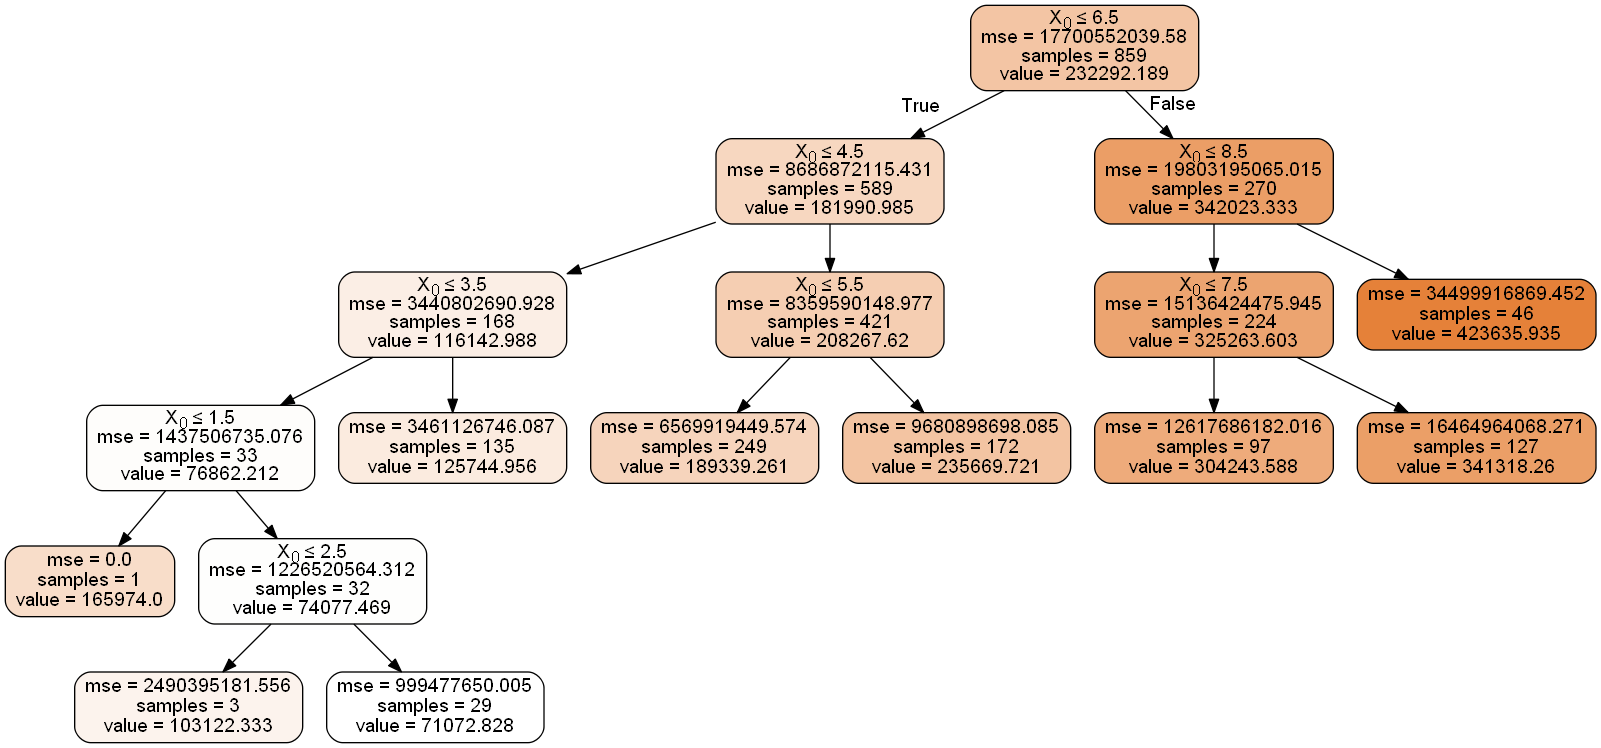 X₀ ≤ 6.5
mse = 17700552039.58
samples = 859
value = 232292.189
True
False
X₀ ≤ 4.5
mse = 8686872115.431
samples = 589
value = 181990.985
X₀ ≤ 8.5
mse = 19803195065.015
samples = 270
value = 342023.333
X₀ ≤ 3.5
mse = 3440802690.928
samples = 168
value = 116142.988
X₀ ≤ 5.5
mse = 8359590148.977
samples = 421
value = 208267.62
X₀ ≤ 7.5
mse = 15136424475.945
samples = 224
value = 325263.603
mse = 34499916869.452
samples = 46
value = 423635.935
X₀ ≤ 1.5
mse = 1437506735.076
samples = 33
value = 76862.212
mse = 3461126746.087
samples = 135
value = 125744.956
mse = 6569919449.574
samples = 249
value = 189339.261
mse = 9680898698.085
samples = 172
value = 235669.721
mse = 12617686182.016
samples = 97
value = 304243.588
mse = 16464964068.271
samples = 127
value = 341318.26
mse = 0.0
samples = 1
value = 165974.0
X₀ ≤ 2.5
mse = 1226520564.312
samples = 32
value = 74077.469
mse = 2490395181.556
samples = 3
value = 103122.333
mse = 999477650.005
samples = 29
value = 71072.828